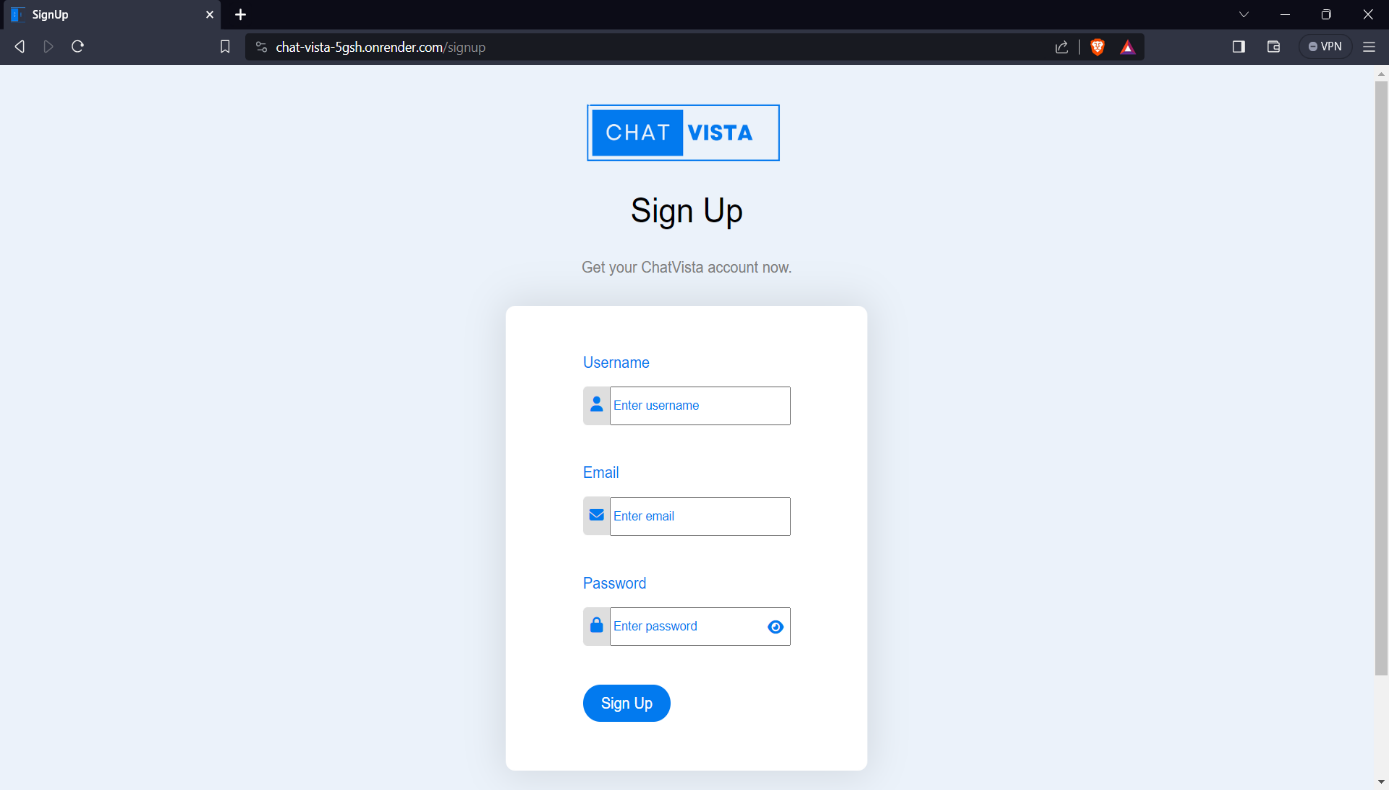 SignUp
chat-vista-5gsh.onrender.com/signup
VPN
CHAT VISTA
Sign Up
Get your ChatVista account now.
Username
Enter username
Email
Enter email
Password
Enter password
Sign Up